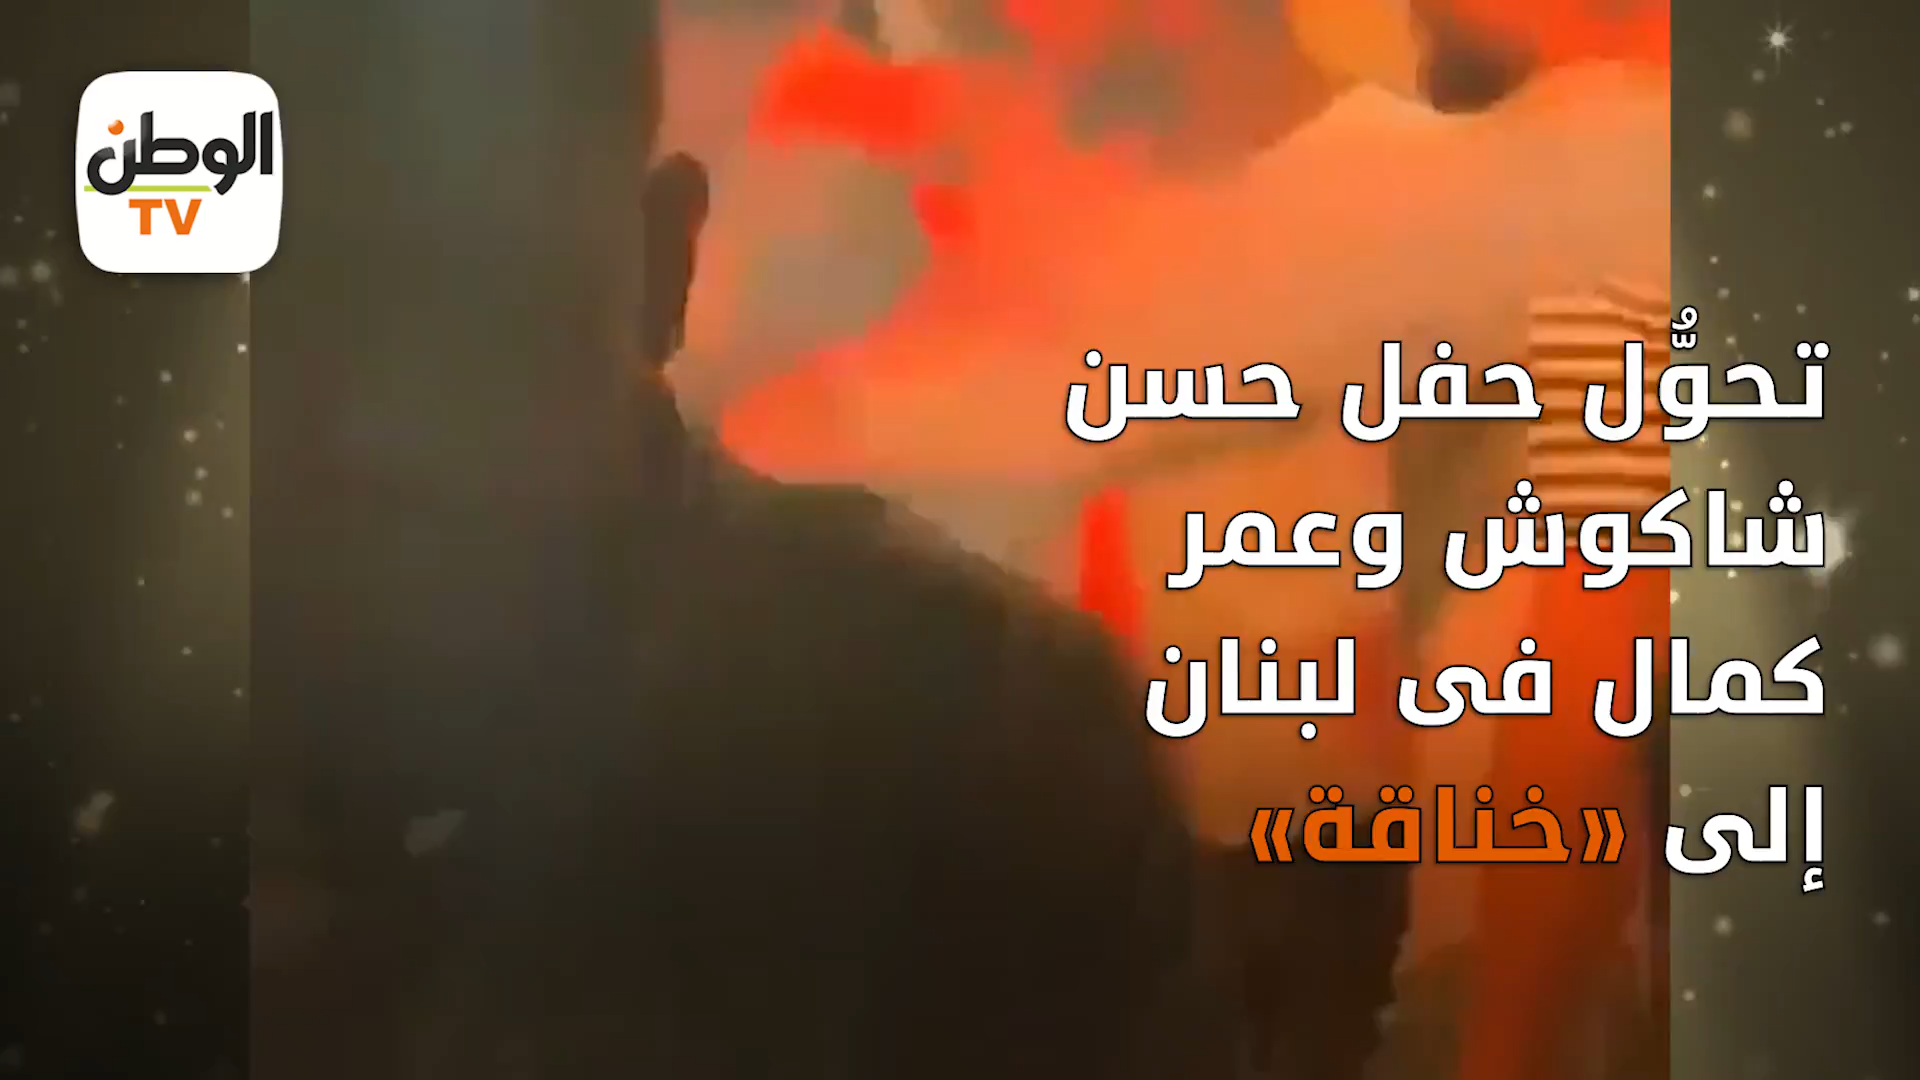 الوطن
TV
تحوُّل حفل حسن
شاكوش وعمر
كمال فى لبنان
إلى «خناقة»